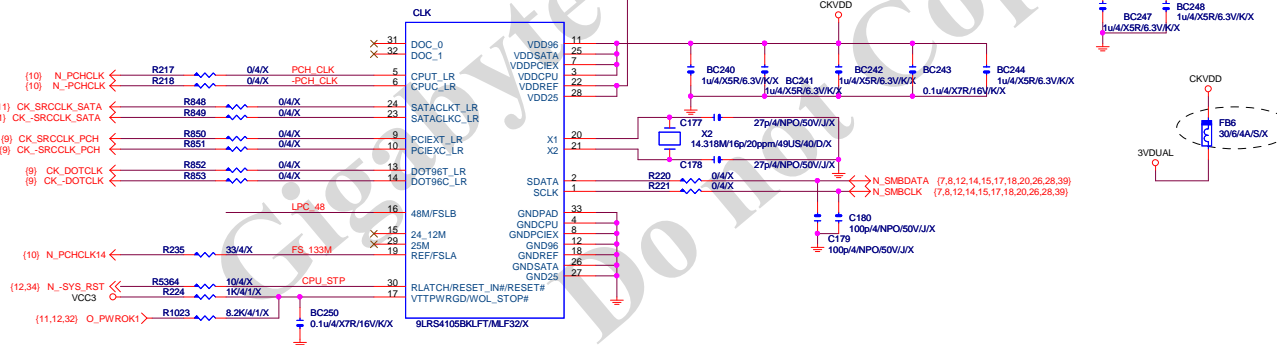 CLK
CKVDD
BC247
1u/4/X5R/6.3V/K/X
BC248
1u/4/X5R/6.3V/K/X
31 DOC_0
32 DOC_1
{10} N_PCHCLK R217 0/4/X PCH_CLK 5 CPUT_LR
{10} N_-PCHCLK R218 0/4/X -PCH_CLK 6 CPUC_LR
CK_SRCCLK_SATA R848 0/4/X 24 SATACLKT_LR
CK_-SRCCLK_SATA R849 0/4/X 23 SATACLKC_LR
{9} CK_SRCCLK_PCH R850 0/4/X 9 PCIEXT_LR
{9} CK_-SRCCLK_PCH R851 0/4/X 10 PCIEXC_LR
{9} CK_DOTCLK R852 0/4/X 13 DOT96T_LR
{9} CK_-DOTCLK R853 0/4/X 14 DOT96C_LR
LPC_48 16 48M/FSLB
15 24_12M
29 25M
{10} N_PCHCLK14 R235 33/4/X FS_133M 19 REF/FSLA
{12,34} N_-SYS_RST R5364 10/4/X CPU_STP 30 RLATCH/RESET_IN#/RESET#
VCC3 R224 1K/4/1/X 17 VTTPWRGD/WOL_STOP#
{11,12,32} O_PWROK1 R1023 8.2K/4/1/X
BC250
0.1u/4/X7R/16V/K/X
9LRS4105BKLFT/MLF32/X
VDD96 11
VDDSATA 25
VDDPCIEX 7
VDDCPU 3
VDDREF 22
VDD25 28
X1 20
X2 21
SDATA 2
SCLK 1
GNDPAD 33
GNDCPU 4
GNDPCIEX 8
GND96 12
GNDREF 18
GNDSATA 26
GND25 27
BC240
1u/4/X5R/6.3V/K/X
BC241
1u/4/X5R/6.3V/K/X
BC242
1u/4/X5R/6.3V/K/X
BC243
0.1u/4/X7R/16V/K/X
BC244
1u/4/X5R/6.3V/K/X
C177 27p/4/NPO/50V/J/X
X2
14.318M/16p/20ppm/49US/40/D/X
C178 27p/4/NPO/50V/J/X
R220 0/4/X N_SMBDATA {7,8,12,14,15,17,18,20,26,28,39}
R221 0/4/X N_SMBCLK {7,8,12,14,15,17,18,20,26,28,39}
C180
100p/4/NPO/50V/J/X
C179
100p/4/NPO/50V/J/X
CKVDD
FB6
30/6/4A/S/X
3VDUAL
Gigabyte
Do not Cop